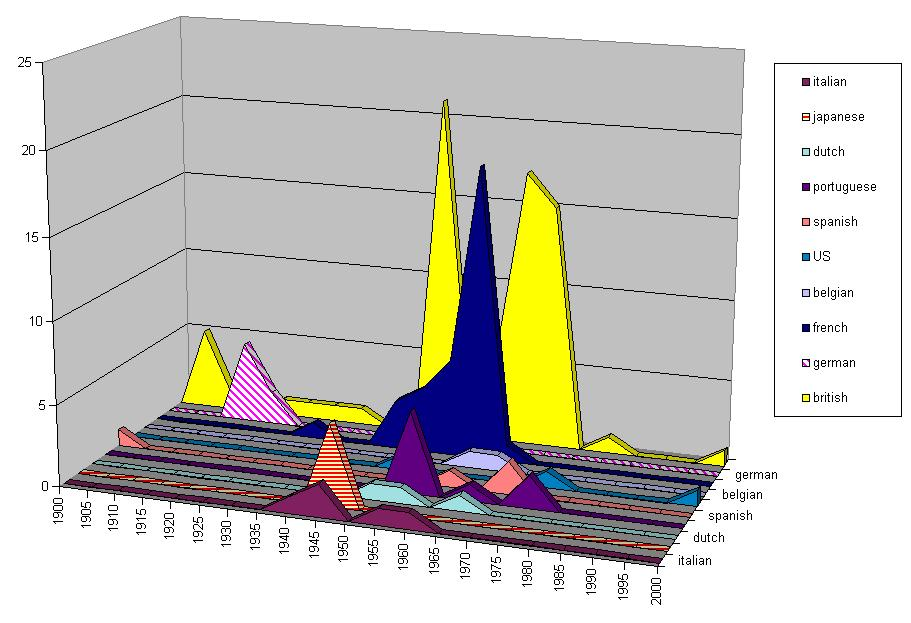 25
20
15
10
5
0
1900
1905
1910
1915
1920
1925
1930
1935
1940
1945
1950
1955
1960
1965
1970
1975
1980
1985
1990
1995
2000
german
belgian
spanish
dutch
italian
italian
japanese
dutch
portuguese
spanish
US
belgian
french
german
british